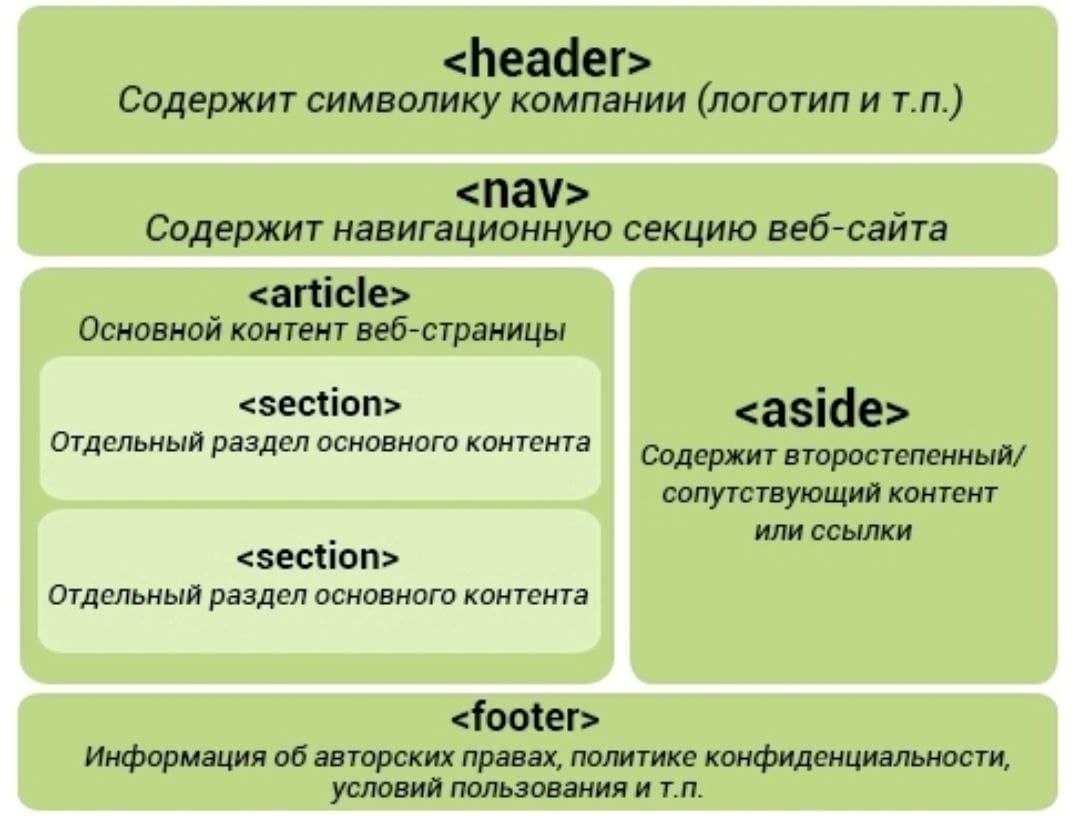 <header>
Содержит символику компании (логотип и т.п.)
<nav>
Содержит навигационную секцию веб-сайта
<article>
Основной контент веб-страницы
<section>
Отдельный раздел основного контента
<section>
Отдельный раздел основного контента
<aside>
Содержит второстепенный/
сопутствующий контент
или ссылки
<footer>
Информация об авторских правах, политике конфиденциальности,
условий пользования и т.п.